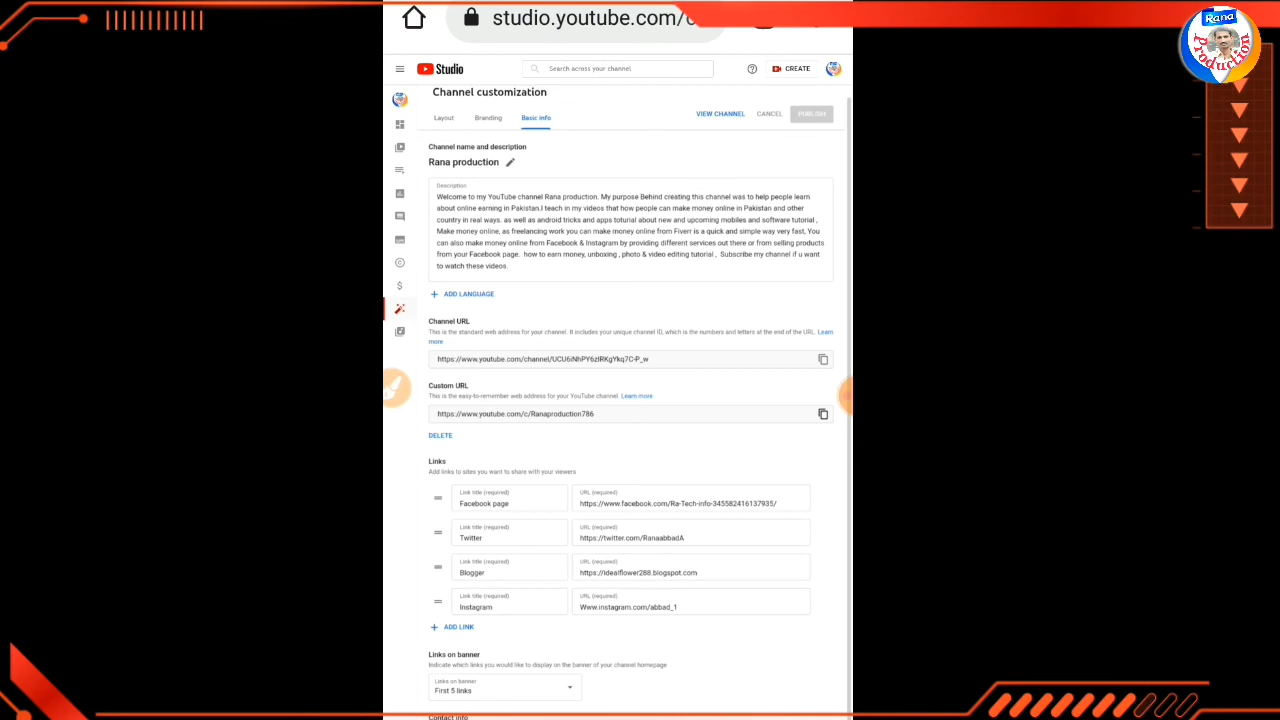 studio.youtube.com/c
Rana
Production
Studio
Search across your channel
CREATE
Channel customization
Layout
Branding
Basic info
VIEW CHANNEL
CANCEL
PUBLISH
Channel name and description
Rana production
Description
Welcome to my YouTube channel Rana production. My purpose Behind creating this channel was to help people learn
about online earning in Pakistan.I teach in my videos that how people can make money online in Pakistan and other
country in real ways. as well as android tricks and apps toturial about new and upcoming mobiles and software tutorial ,
Make money online, as freelancing work you can make money online from Fiverr is a quick and simple way very fast, You
can also make money online from Facebook & Instagram by providing different services out there or from selling products
from your Facebook page. how to earn money, unboxing , photo & video editing tutorial , Subscribe my channel if u want
to watch these videos.
ADD LANGUAGE
Channel URL
This is the standard web address for your channel. It includes your unique channel ID, which is the numbers and letters at the end of the URL. Learn
more
https://www.youtube.com/channel/UCU6iNhPY6zIRKgYkq7C-P_w
Custom URL
This is the easy-to-remember web address for your YouTube channel. Learn more
https://www.youtube.com/c/Ranaproduction786
DELETE
Links
Add links to sites you want to share with your viewers
Link title (required)
Facebook page
URL (required)
https://www.facebook.com/Ra-Tech-info-345582416137935/
Link title (required)
Twitter
URL (required)
https://twitter.com/RanaabbadA
Link title (required)
Blogger
URL (required)
https://idealflower288.blogspot.com
Link title (required)
Instagram
URL (required)
Www.instagram.com/abbad_1
ADD LINK
Links on banner
Indicate which links you would like to display on the banner of your channel homepage
Links on banner
First 5 links
Contact info